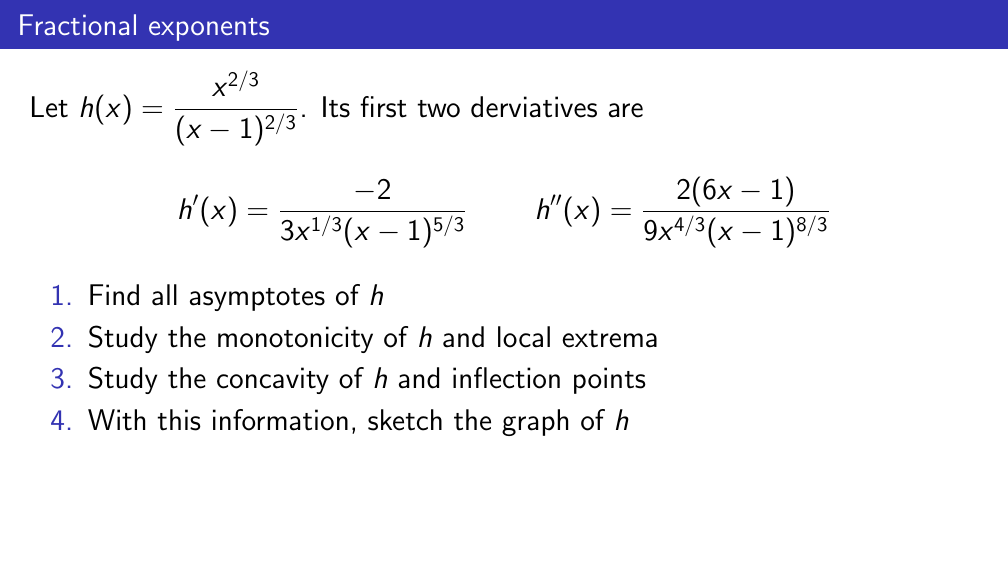 Fractional exponents
Let h(x) = x^{2/3} / (x − 1)^{2/3}. Its first two derviatives are
h′(x) = −2 / 3x^{1/3}(x − 1)^{5/3}    h″(x) = 2(6x − 1) / 9x^{4/3}(x − 1)^{8/3}
1. Find all asymptotes of h
2. Study the monotonicity of h and local extrema
3. Study the concavity of h and inflection points
4. With this information, sketch the graph of h